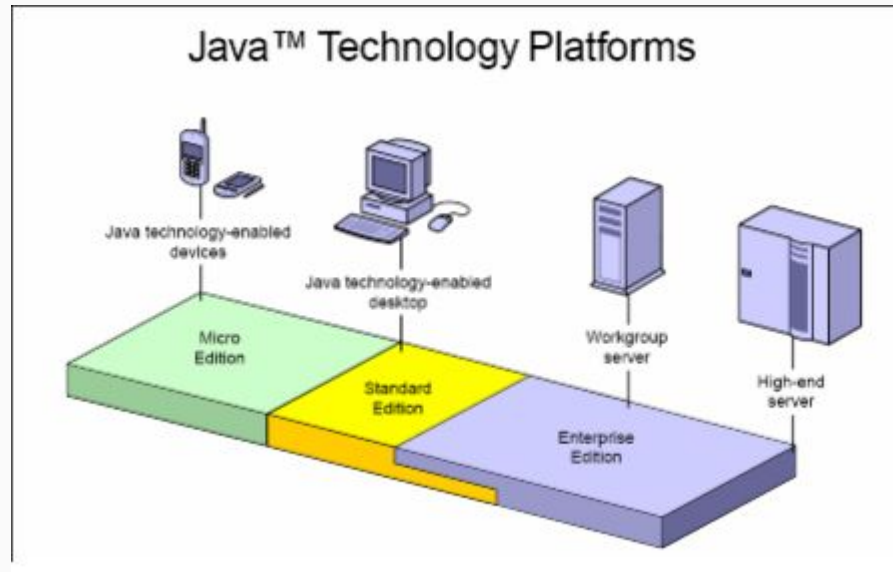 Java™ Technology Platforms
Java technology-enabled
devices
Java technology-enabled
desktop
Workgroup
server
High-end
server
Micro
Edition
Standard
Edition
Enterprise
Edition